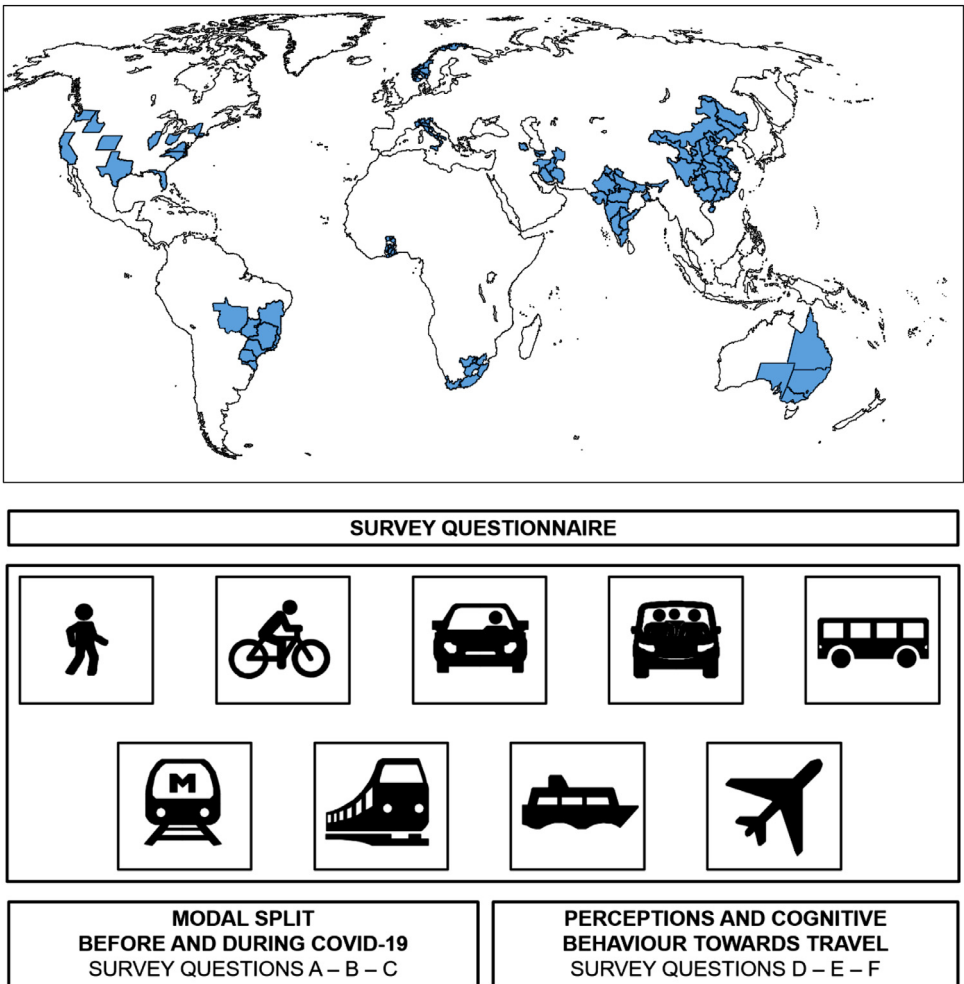 SURVEY QUESTIONNAIRE
M
MODAL SPLIT
BEFORE AND DURING COVID-19
SURVEY QUESTIONS A – B – C
PERCEPTIONS AND COGNITIVE
BEHAVIOUR TOWARDS TRAVEL
SURVEY QUESTIONS D – E – F